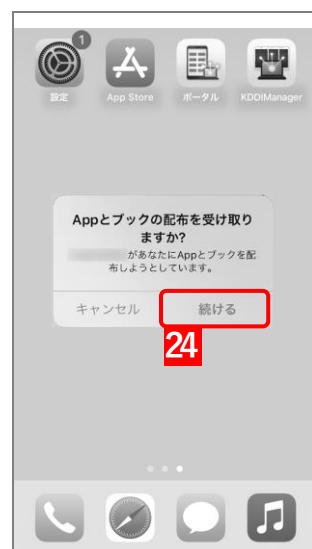 1
設定
App Store
ポータル
KDDIManager
Appとブックの配布を受け取り
ますか?
があなたにAppとブックを配
布しようとしています。
キャンセル
続ける
24